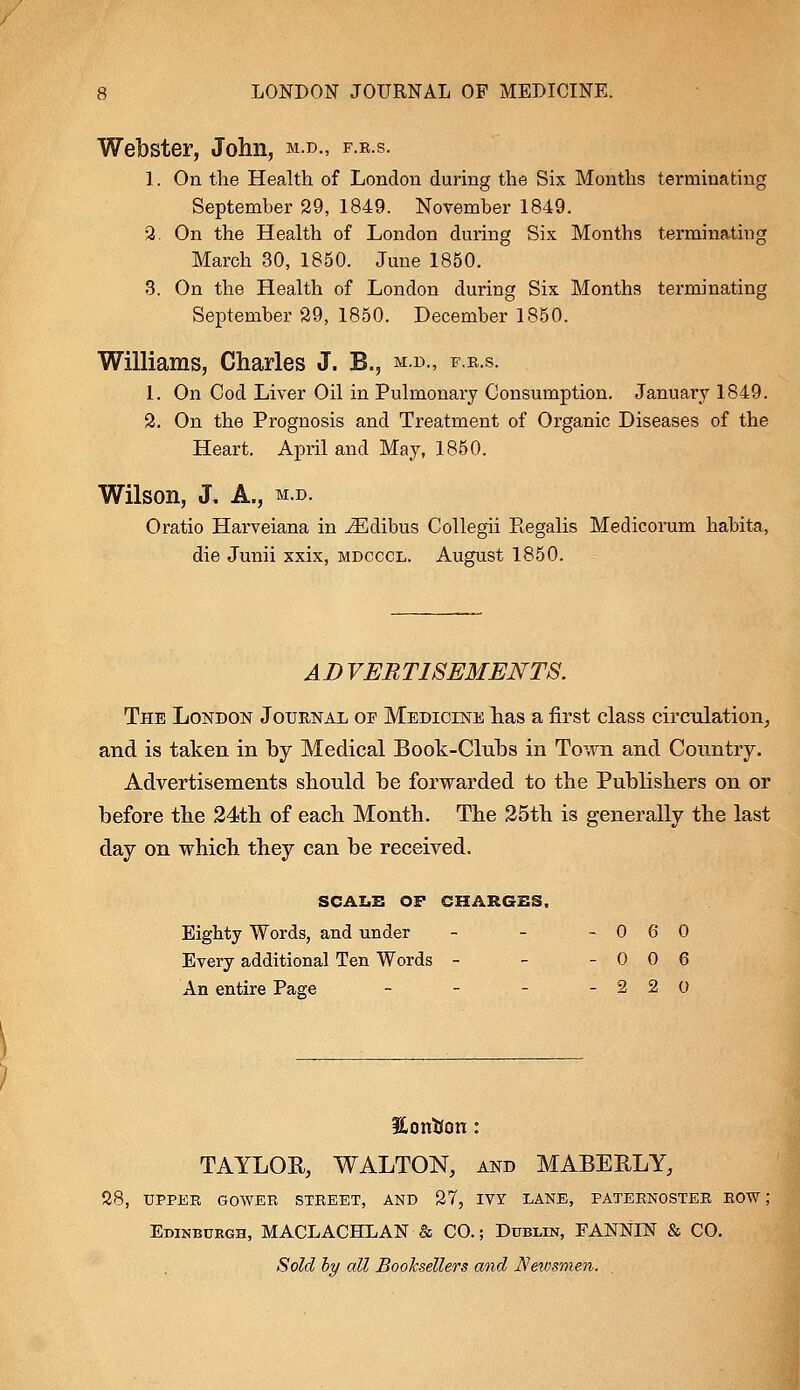 8 LONDON JOURNAL OF MEDICINE.
Webster, John, M.D., F.R.S.
1. On the Health of London during the Six Months terminating
September 29, 1849. November 1849.
2. On the Health of London during Six Months terminating
March 30, 1850. June 1850.
3. On the Health of London during Six Months terminating
September 29, 1850. December 1850.
Williams, Charles J. B., M.D., F.R.S.
1. On Cod Liver Oil in Pulmonary Consumption. January 1849.
2. On the Prognosis and Treatment of Organic Diseases of the
Heart. April and May, 1850.
Wilson, J. A., M.D.
Oratio Harveiana in Ædibus Collegii Regalis Medicorum habita,
die Junii xxix, MDCCCL. August 1850.
ADVERTISEMENTS.
THE LONDON JOURNAL OF MEDICINE has a first class circulation,
and is taken in by Medical Book-Clubs in Town and Country.
Advertisements should be forwarded to the Publishers on or
before the 24th of each Month. The 25th is generally the last
day on which they can be received.
SCALE OF CHARGES.
Eighty Words, and under - - - 0 6 0
Every additional Ten Words - - - 0 0 6
An entire Page - - - - 2 2 0
London:
TAYLOR, WALTON, AND MABERLY,
28, UPPER GOWER STREET, AND 27, IVY LANE, PATERNOSTER ROW;
EDINBURGH, MACLACHLAN & CO.; DUBLIN, FANNIN & CO.
Sold by all Booksellers and Newsmen.